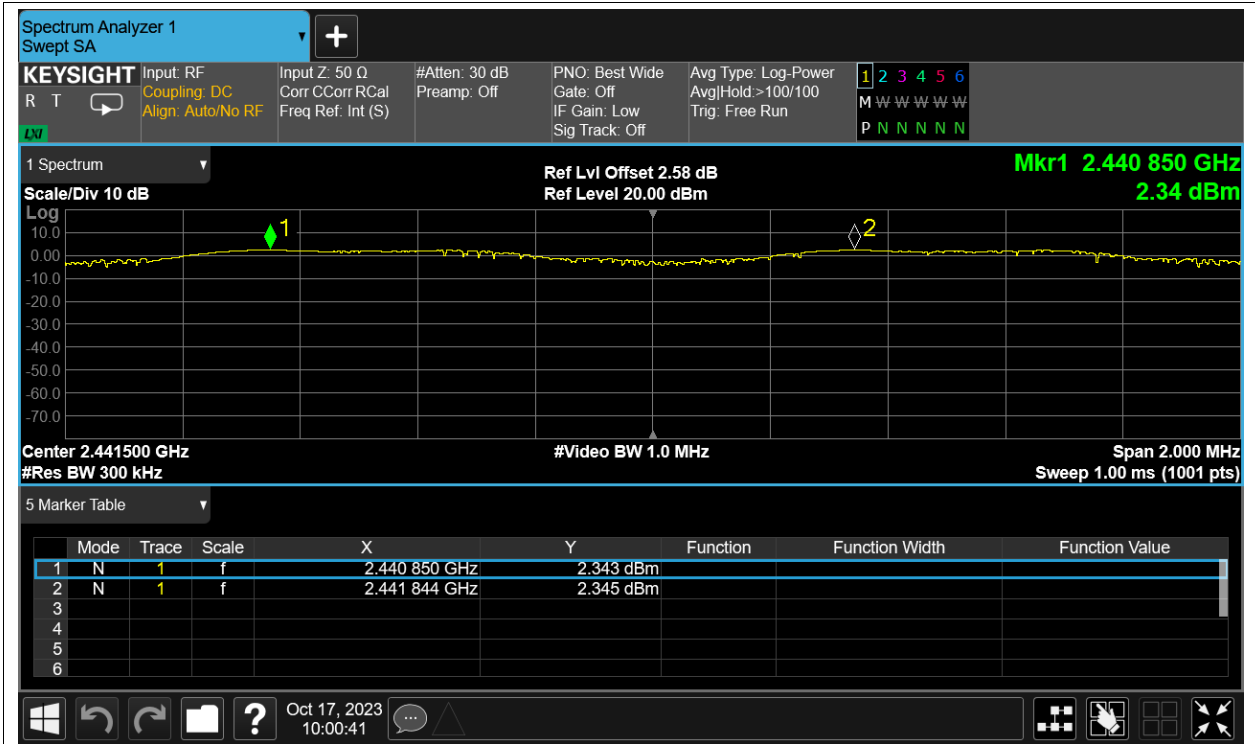 Spectrum Analyzer 1
Swept SA
+
KEYSIGHT Input: RF Input Z: 50 Ω #Atten: 30 dB PNO: Best Wide Avg Type: Log-Power 1 2 3 4 5 6
R T Coupling: DC Corr CCorr RCal Preamp: Off Gate: Off Avg|Hold:>100/100 M W W W W W
Align: Auto/No RF Freq Ref: Int (S) IF Gain: Low Trig: Free Run
LXI Sig Track: Off P N N N N N
1 Spectrum Ref Lvl Offset 2.58 dB Mkr1 2.440 850 GHz
Scale/Div 10 dB Ref Level 20.00 dBm 2.34 dBm
Log
1 2
10.0
0.00
-10.0
-20.0
-30.0
-40.0
-50.0
-60.0
-70.0
Center 2.441500 GHz #Video BW 1.0 MHz Span 2.000 MHz
#Res BW 300 kHz Sweep 1.00 ms (1001 pts)
5 Marker Table
Mode Trace Scale X Y Function Function Width Function Value
1 N 1 f 2.440 850 GHz 2.343 dBm
2 N 1 f 2.441 844 GHz 2.345 dBm
3
4
5
6
? Oct 17, 2023
10:00:41